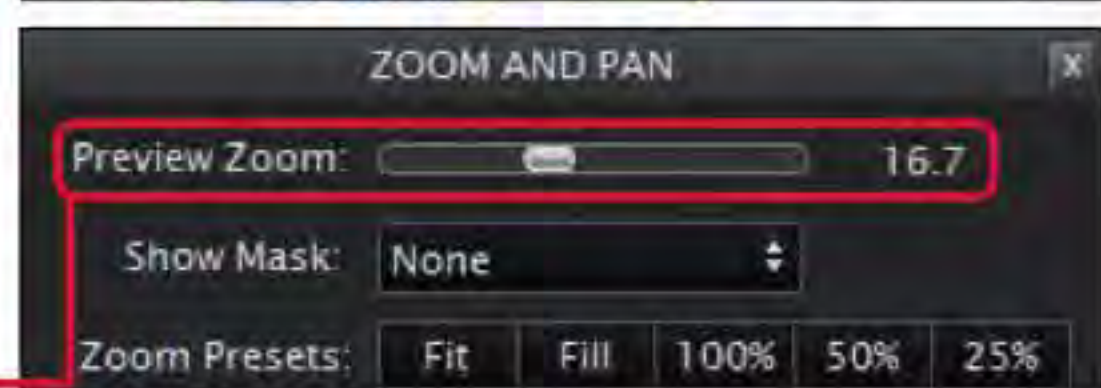 ZOOM AND PAN x
Preview Zoom: 16.7
Show Mask: None
Zoom Presets: Fit Fill 100% 50% 25%